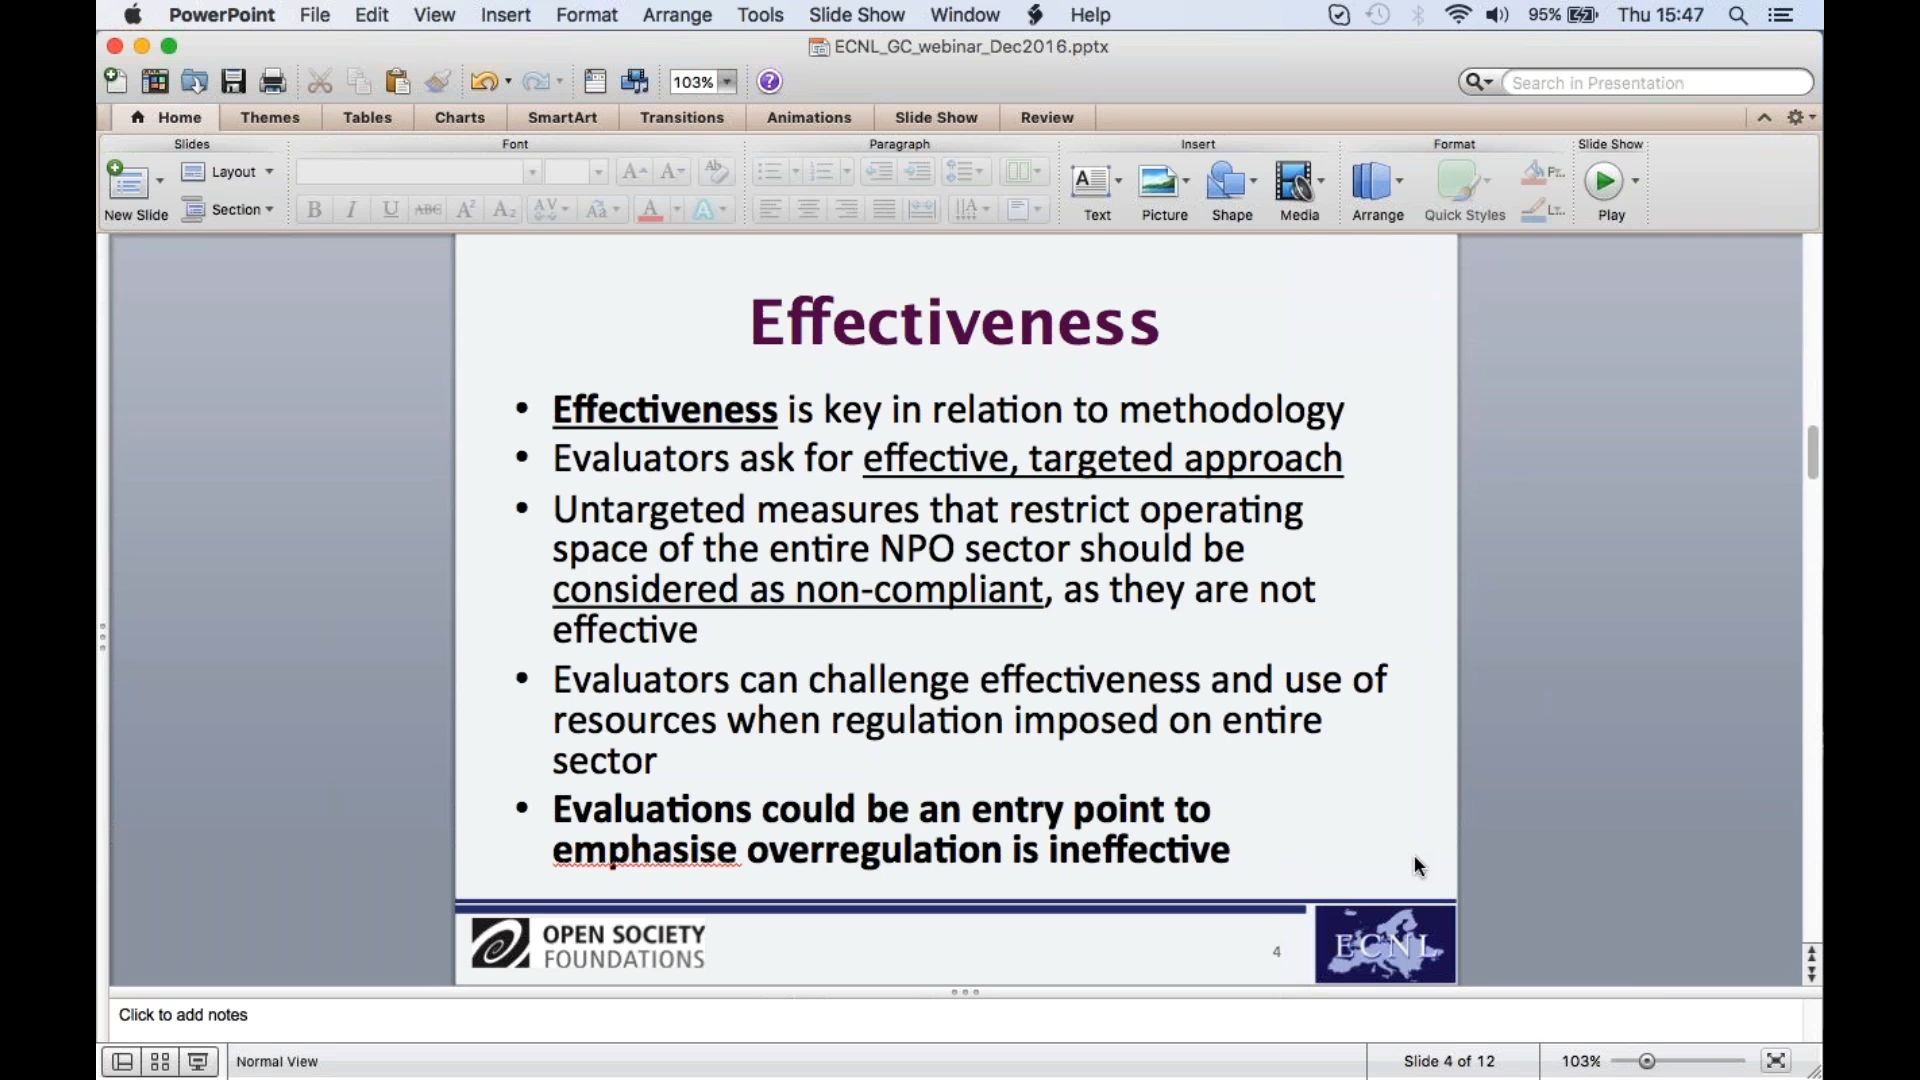 PowerPoint File Edit View Insert Format Arrange Tools Slide Show Window Help 95% Thu 15:47
ECNL_GC_webinar_Dec2016.pptx
103% Search in Presentation
Home Themes Tables Charts SmartArt Transitions Animations Slide Show Review
Slides Font Paragraph Insert Format Slide Show
Layout
New Slide Section
Text Picture Shape Media Arrange Quick Styles Play
Effectiveness
• Effectiveness is key in relation to methodology
• Evaluators ask for effective, targeted approach
• Untargeted measures that restrict operating
space of the entire NPO sector should be
considered as non-compliant, as they are not
effective
• Evaluators can challenge effectiveness and use of
resources when regulation imposed on entire
sector
• Evaluations could be an entry point to
emphasise overregulation is ineffective
OPEN SOCIETY
FOUNDATIONS
4
ECNL
Click to add notes
Normal View Slide 4 of 12 103%